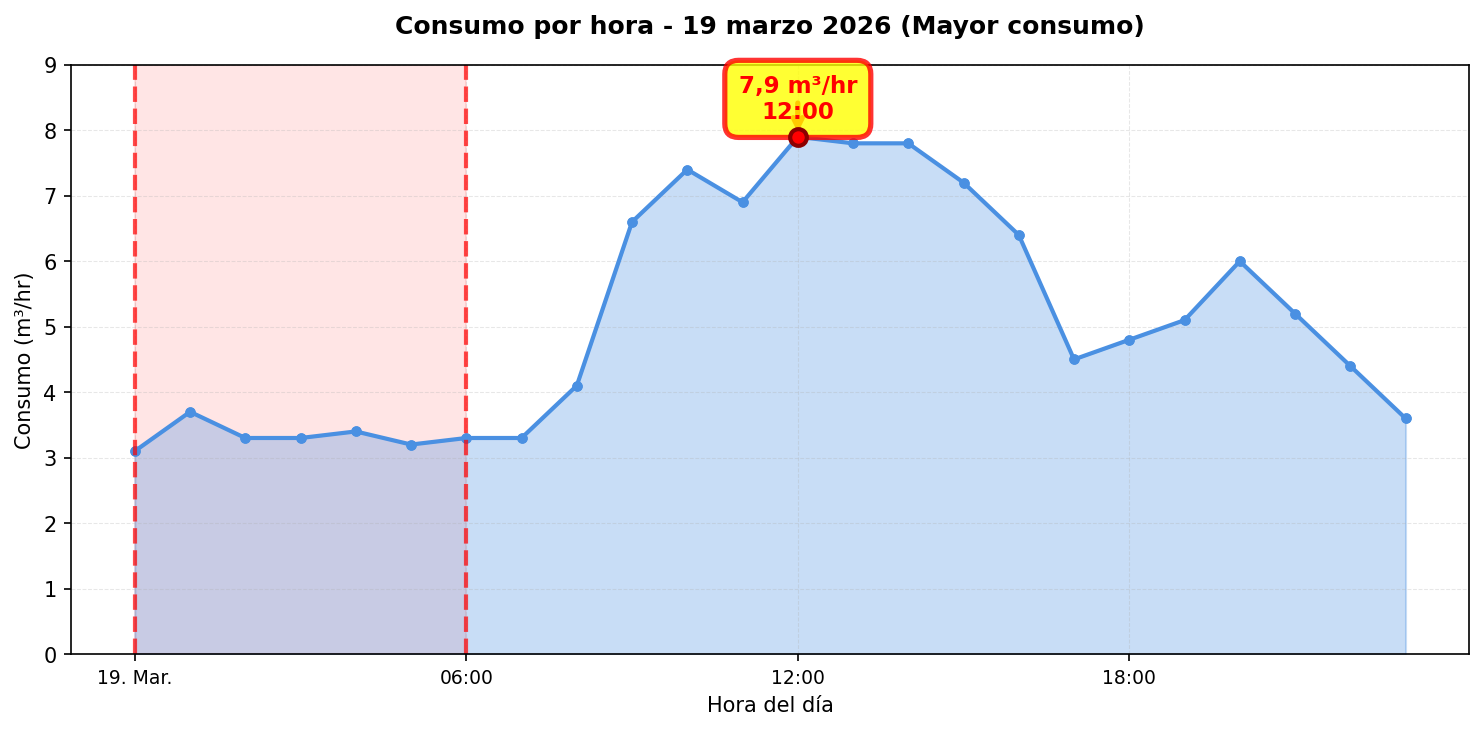 Consumo por hora - 19 marzo 2026 (Mayor consumo)
7,9 m³/hr
12:00
Consumo (m³/hr)
9
8
7
6
5
4
3
2
1
0
19. Mar.
06:00
12:00
18:00
Hora del día